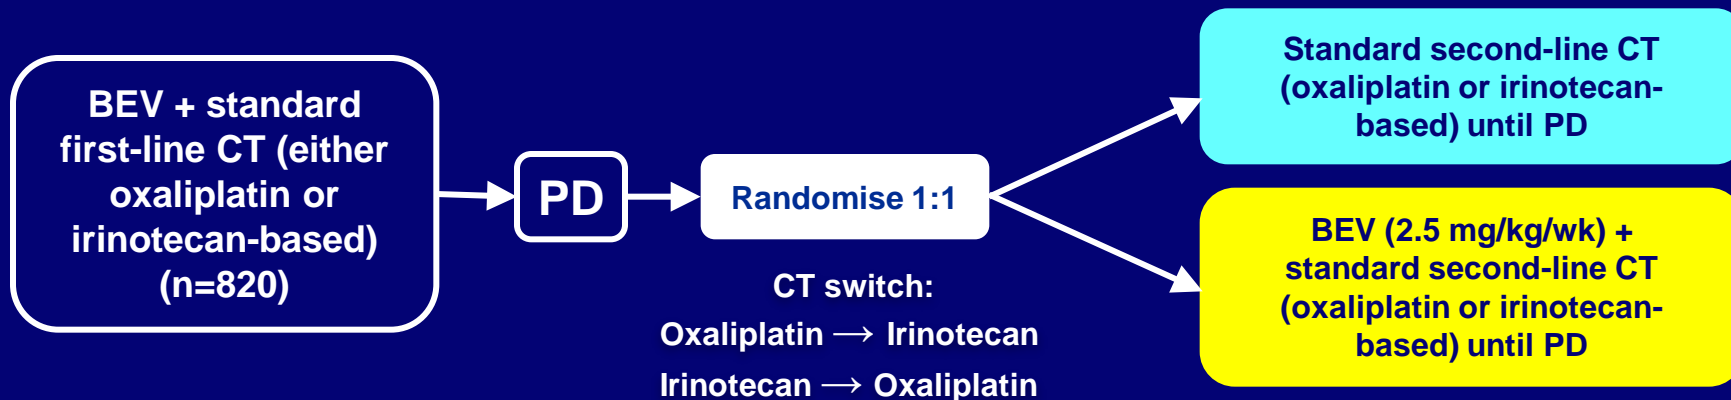 BEV + standard
first-line CT (either
oxaliplatin or
irinotecan-based)
(n=820)
PD
Randomise 1:1
CT switch:
Oxaliplatin → Irinotecan
Irinotecan → Oxaliplatin
Standard second-line CT
(oxaliplatin or irinotecan-
based) until PD
BEV (2.5 mg/kg/wk) +
standard second-line CT
(oxaliplatin or irinotecan-
based) until PD